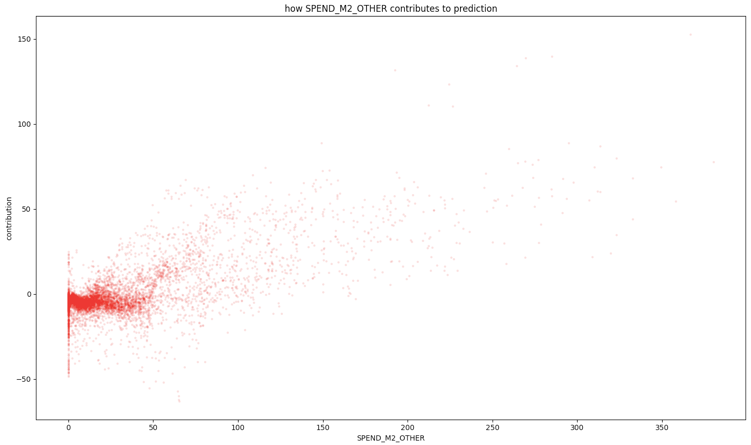 how SPEND_M2_OTHER contributes to prediction
150
100
50
0
−50
contribution
0 50 100 150 200 250 300 350
SPEND_M2_OTHER